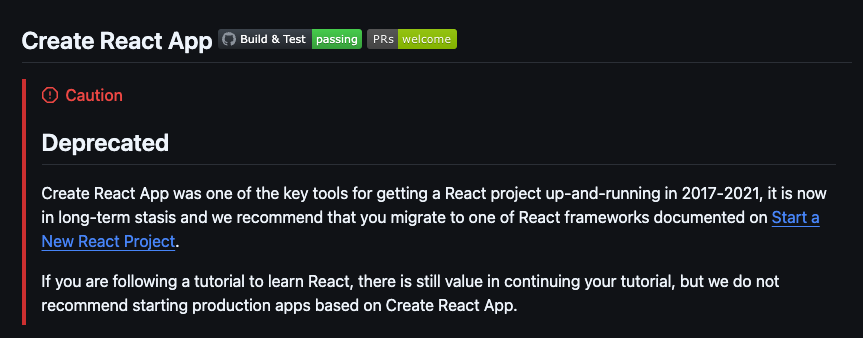 Create React App Build & Test passing PRs welcome
Caution
Deprecated
Create React App was one of the key tools for getting a React project up-and-running in 2017-2021, it is now
in long-term stasis and we recommend that you migrate to one of React frameworks documented on Start a
New React Project.
If you are following a tutorial to learn React, there is still value in continuing your tutorial, but we do not
recommend starting production apps based on Create React App.